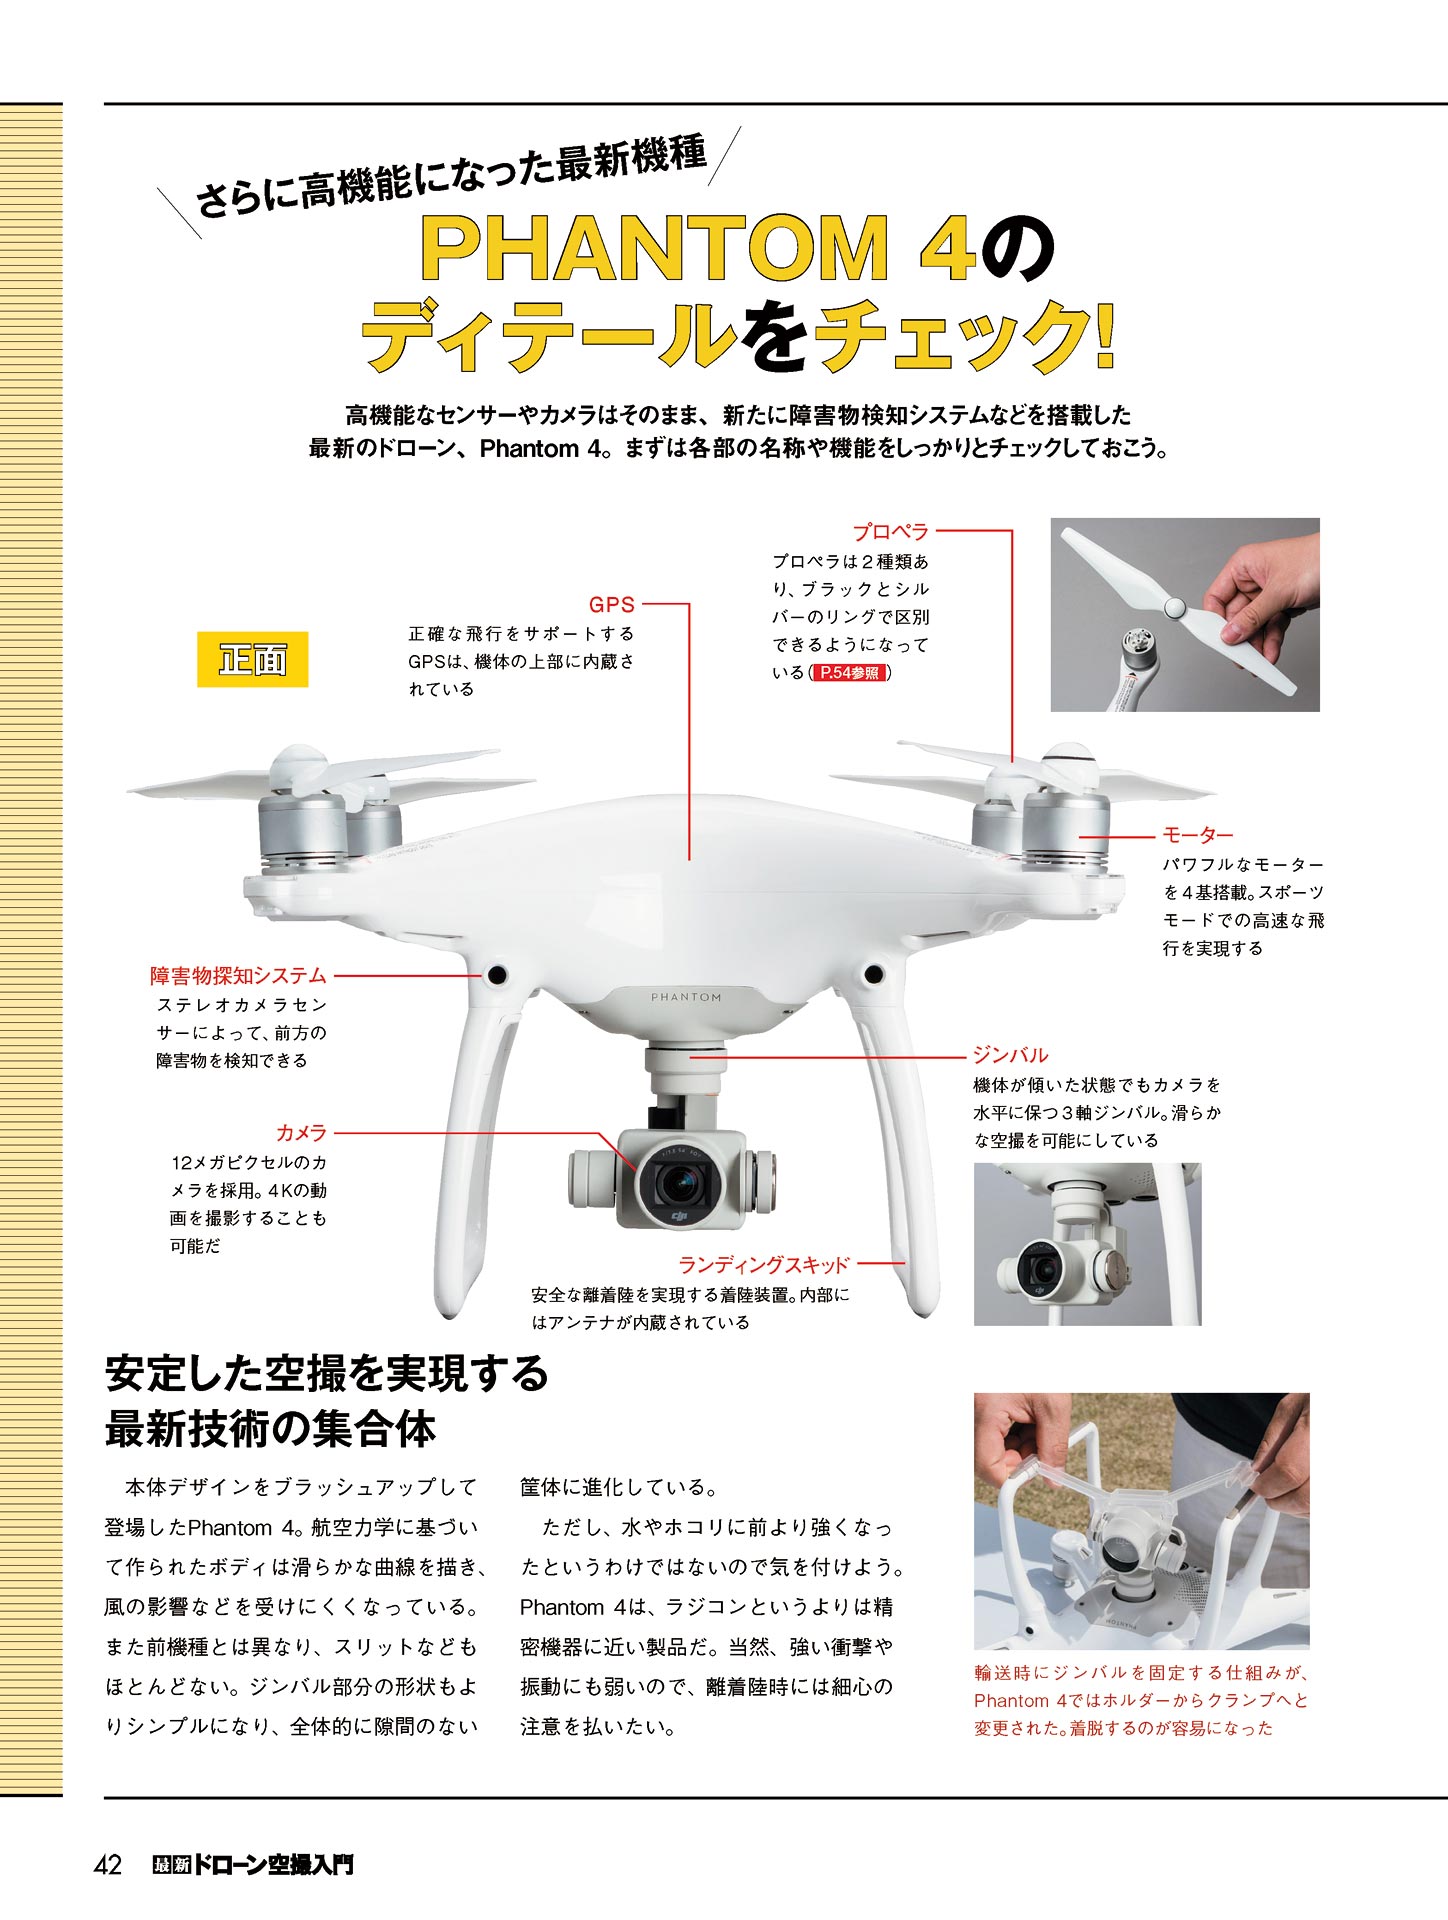 さらに高機能になった最新機種
PHANTOM 4の
ディテールをチェック!
高機能なセンサーやカメラはそのまま、新たに障害物検知システムなどを搭載した
最新のドローン、Phantom 4。まずは各部の名称や機能をしっかりとチェックしておこう。
正面
GPS
正確な飛行をサポートする
GPSは、機体の上部に内蔵さ
れている
プロペラ
プロペラは2種類あ
り、ブラックとシル
バーのリングで区別
できるようになって
いる(P.54参照)
モーター
パワフルなモーター
を4基搭載。スポーツ
モードでの高速な飛
行を実現する
障害物探知システム
ステレオカメラセン
サーによって、前方の
障害物を検知できる
PHANTOM
ジンバル
機体が傾いた状態でもカメラを
水平に保つ3軸ジンバル。滑らか
な空撮を可能にしている
カメラ
12メガピクセルのカ
メラを採用。4Kの動
画を撮影することも
可能だ
dji
ランディングスキッド
安全な離着陸を実現する着陸装置。内部に
はアンテナが内蔵されている
dji
安定した空撮を実現する
最新技術の集合体
本体デザインをブラッシュアップして
登場したPhantom 4。航空力学に基づい
て作られたボディは滑らかな曲線を描き、
風の影響などを受けにくくなっている。
また前機種とは異なり、スリットなども
ほとんどない。ジンバル部分の形状もよ
りシンプルになり、全体的に隙間のない
筐体に進化している。
ただし、水やホコリに前より強くなっ
たというわけではないので気を付けよう。
Phantom 4は、ラジコンというよりは精
密機器に近い製品だ。当然、強い衝撃や
振動にも弱いので、離着陸時には細心の
注意を払いたい。
PHANTOM
輸送時にジンバルを固定する仕組みが、
Phantom 4ではホルダーからクランプへと
変更された。着脱するのが容易になった
42 最新ドローン空撮入門